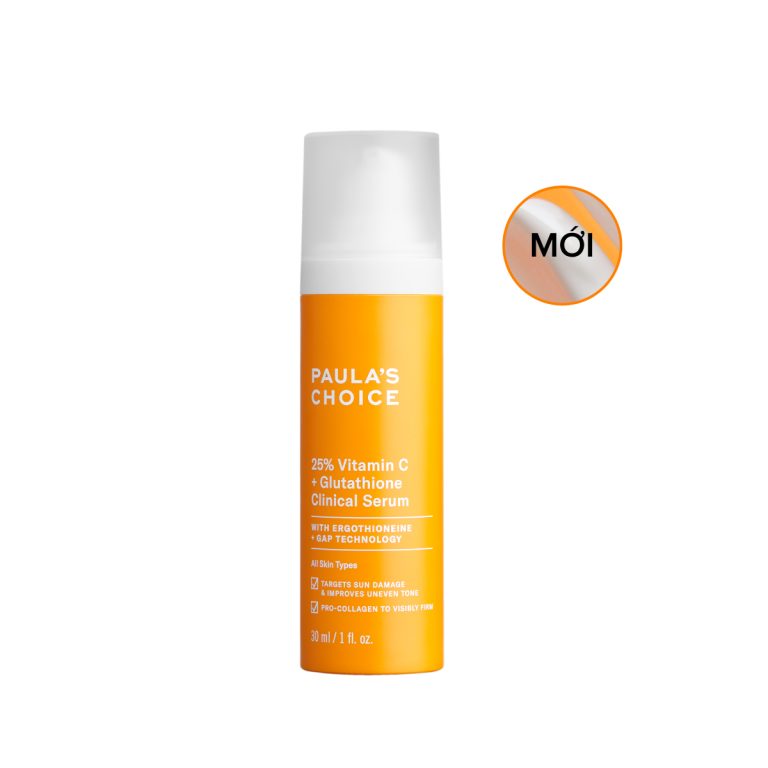 MỚI
PAULA'S
CHOICE
25% Vitamin C
+ Glutathione
Clinical Serum
WITH ERGOTHIONEINE
+ GAP TECHNOLOGY
All Skin Types
TARGETS SUN DAMAGE
& IMPROVES UNEVEN TONE
PRO-COLLAGEN TO VISIBLY FIRM
30 ml / 1 fl. oz.